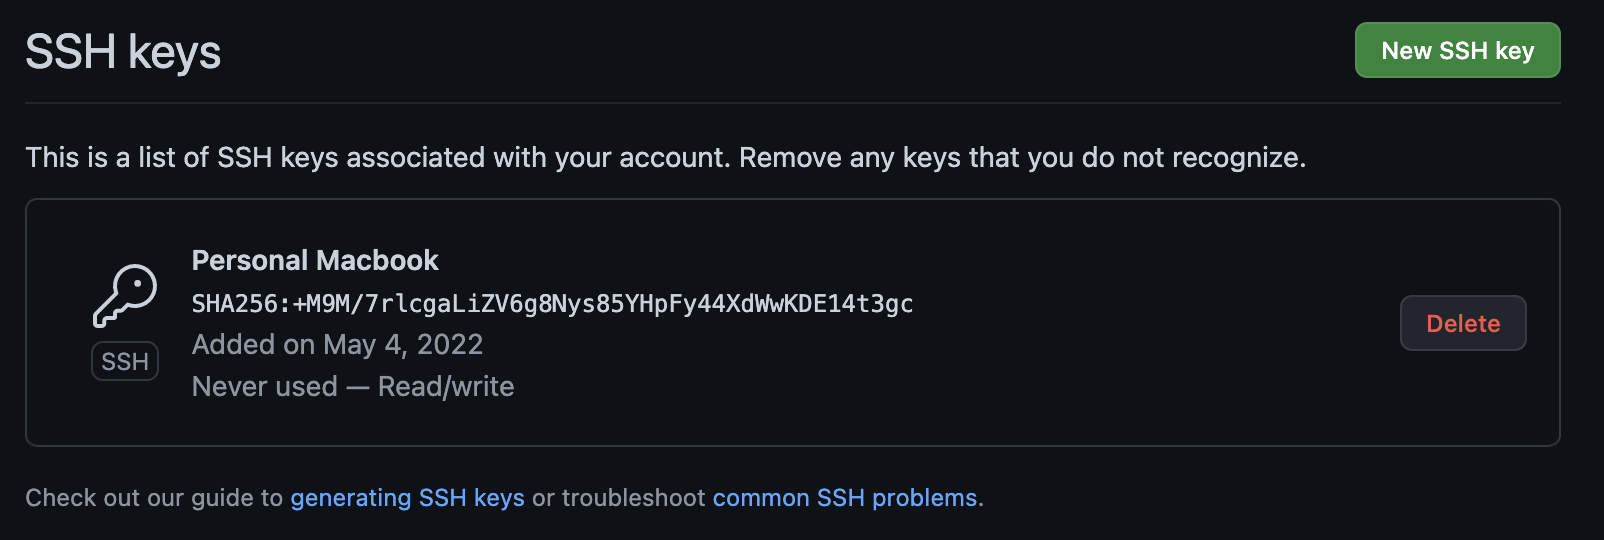 SSH keys
New SSH key
This is a list of SSH keys associated with your account. Remove any keys that you do not recognize.
Personal Macbook
SHA256:+M9M/7rlcgaLiZV6g8Nys85YHpFy44XdWwKDE14t3gc
Added on May 4, 2022
Never used — Read/write
SSH
Delete
Check out our guide to generating SSH keys or troubleshoot common SSH problems.